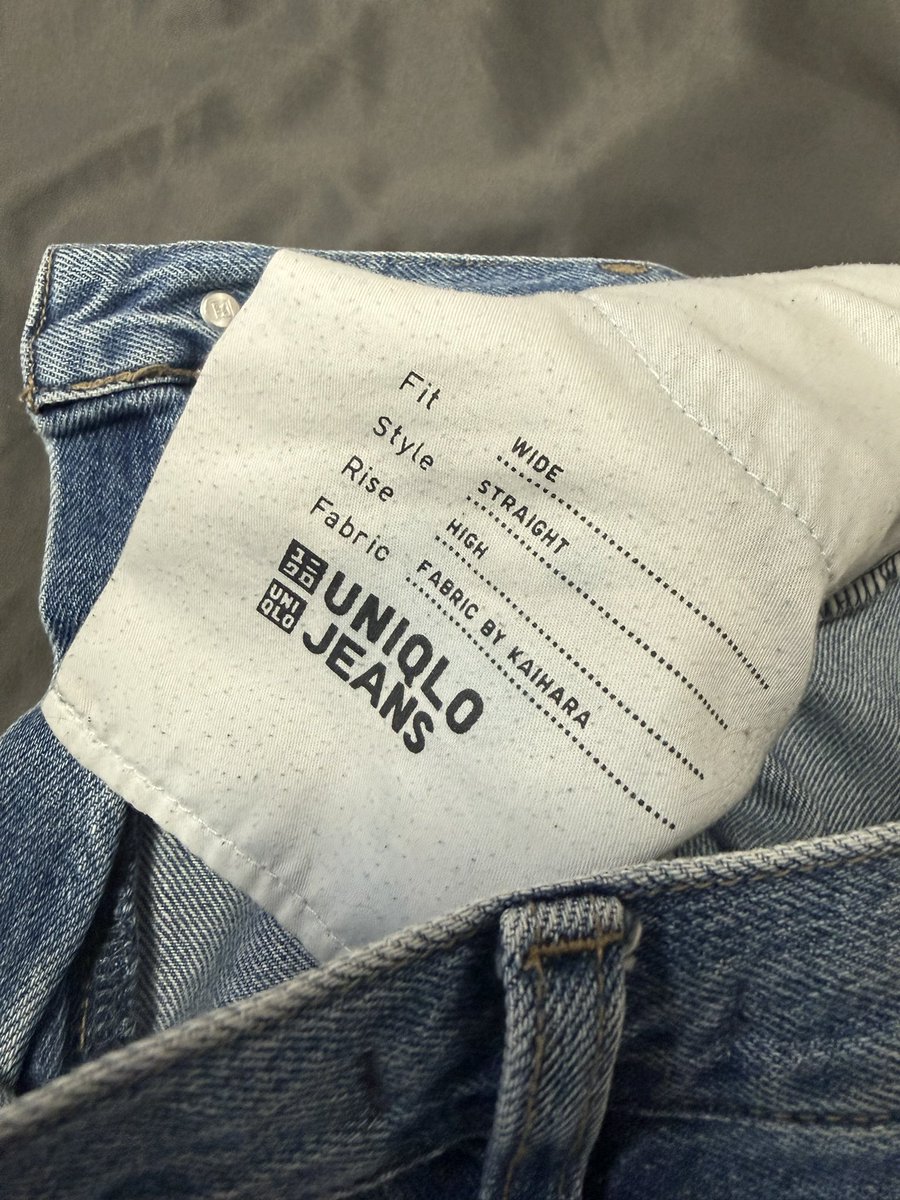 Fit WIDE
Style STRAIGHT
Rise HIGH
Fabric FABRIC BY KAIHARA
ユニクロ UNIQLO
UNIQLO JEANS